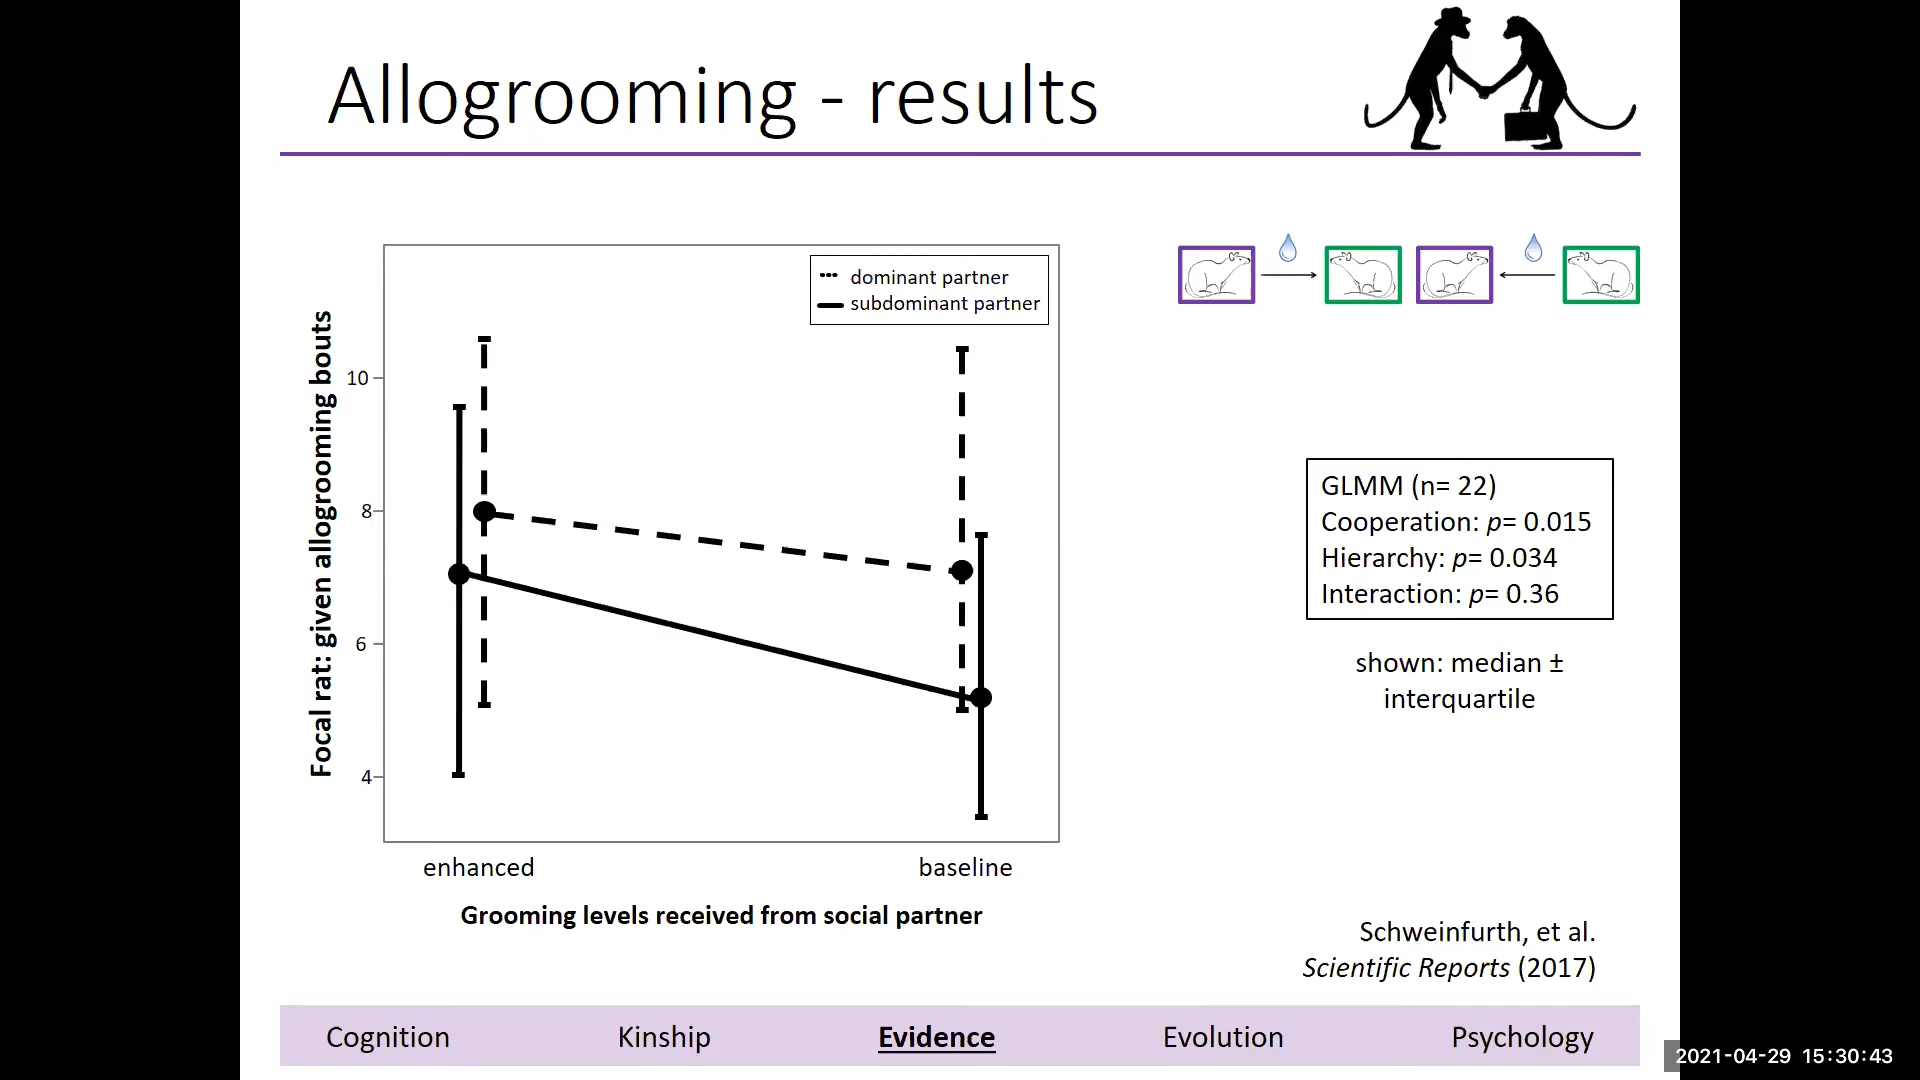 Allogrooming - results
dominant partner
subdominant partner
Focal rat: given allogrooming bouts
10
8
6
4
enhanced
baseline
Grooming levels received from social partner
GLMM (n= 22)
Cooperation: p= 0.015
Hierarchy: p= 0.034
Interaction: p= 0.36
shown: median ±
interquartile
Schweinfurth, et al.
Scientific Reports (2017)
Cognition
Kinship
Evidence
Evolution
Psychology
2021-04-29 15:30:43